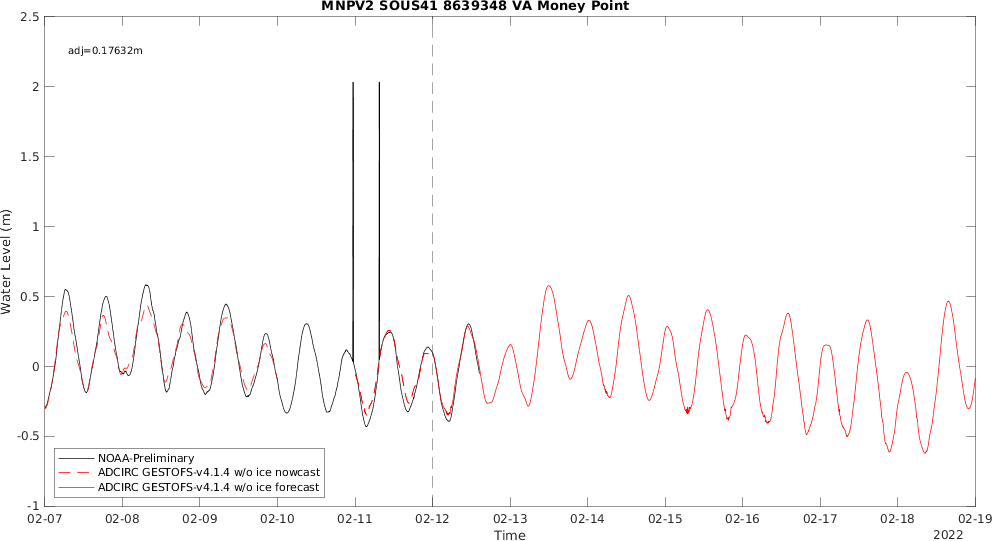 MNPV2 SOUS41 8639348 VA Money Point
adj=0.17632m
2.5
2
1.5
1
0.5
0
-0.5
-1
Water Level (m)
NOAA-Preliminary
ADCIRC GESTOFS-v4.1.4 w/o ice nowcast
ADCIRC GESTOFS-v4.1.4 w/o ice forecast
02-07 02-08 02-09 02-10 02-11 02-12 02-13 02-14 02-15 02-16 02-17 02-18 02-19
Time
2022